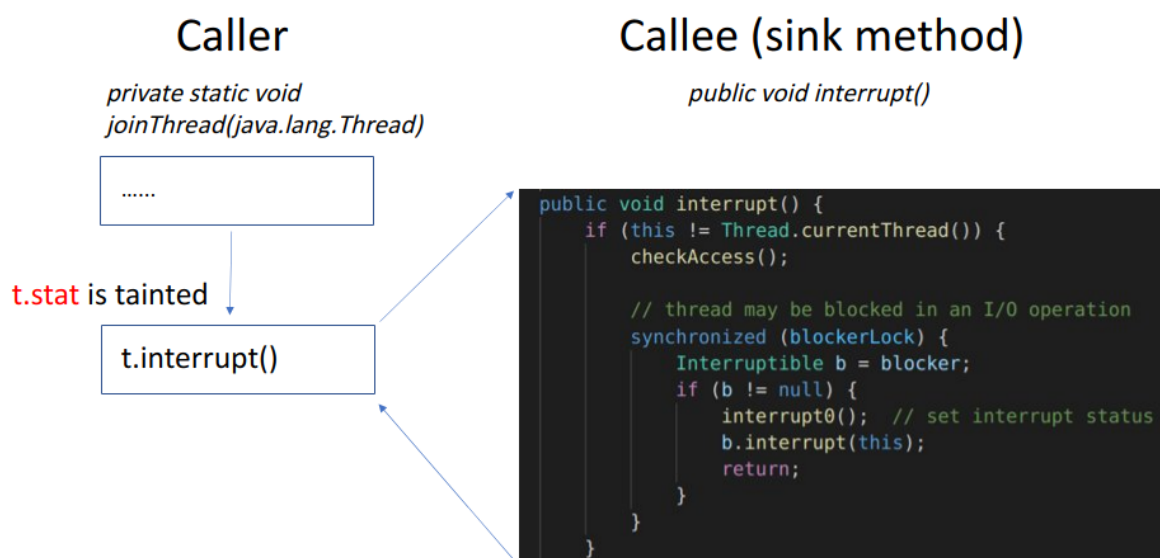 Caller
private static void
joinThread(java.lang.Thread)
......
t.stat is tainted
t.interrupt()
Callee (sink method)
public void interrupt()
public void interrupt() {
if (this != Thread.currentThread()) {
checkAccess();
// thread may be blocked in an I/O operation
synchronized (blockerLock) {
Interruptible b = blocker;
if (b != null) {
interrupt0();  // set interrupt status
b.interrupt(this);
return;
}
}
}